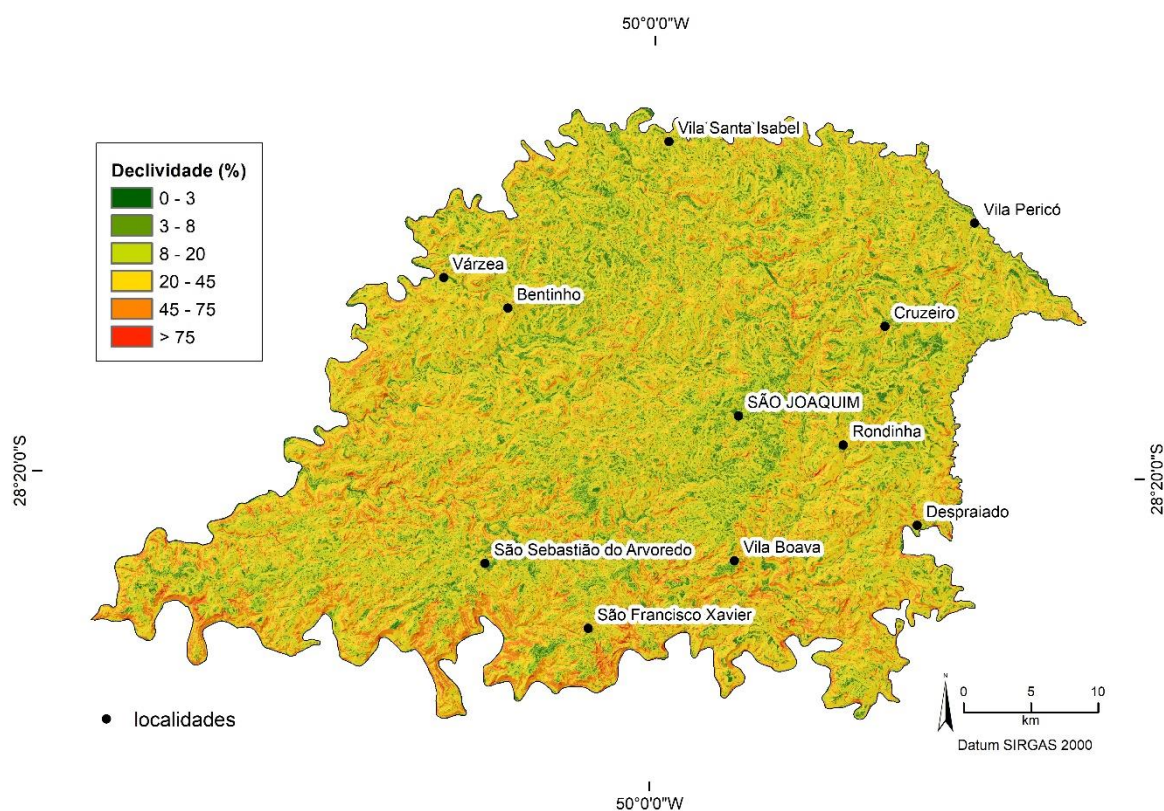 50°0'0"W
Vila Santa Isabel
Declividade (%)
0 - 3
3 - 8
8 - 20
20 - 45
45 - 75
> 75
Vila Pericó
Várzea
Bentinho
Cruzeiro
SÃO JOAQUIM
Rondinha
28°20'0"S
28°20'0"S
Despraiado
São Sebastião do Arvoredo
Vila Boava
São Francisco Xavier
localidades
N
0 5 10
km
Datum SIRGAS 2000
50°0'0"W